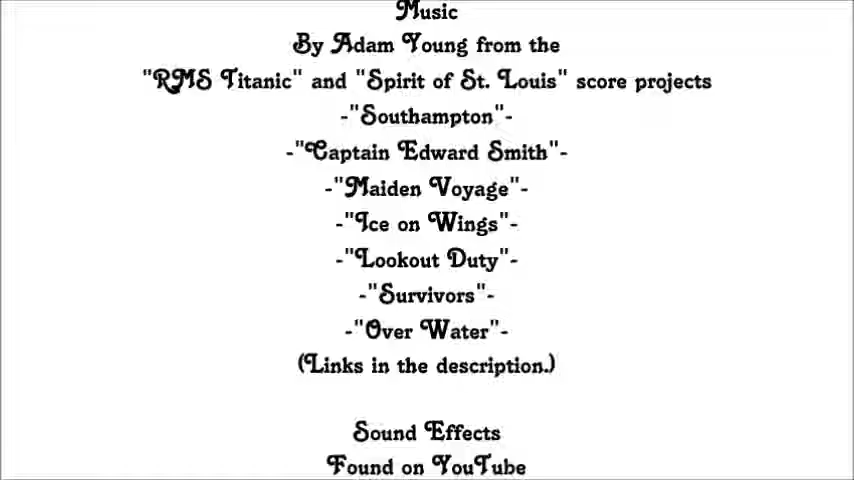 Music
By Adam Young from the
"RMS Titanic" and "Spirit of St. Louis" score projects
-"Southampton"-
-"Captain Edward Smith"-
-"Maiden Voyage"-
-"Ice on Wings"-
-"Lookout Duty"-
-"Survivors"-
-"Over Water"-
(Links in the description.)
Sound Effects
Found on YouTube